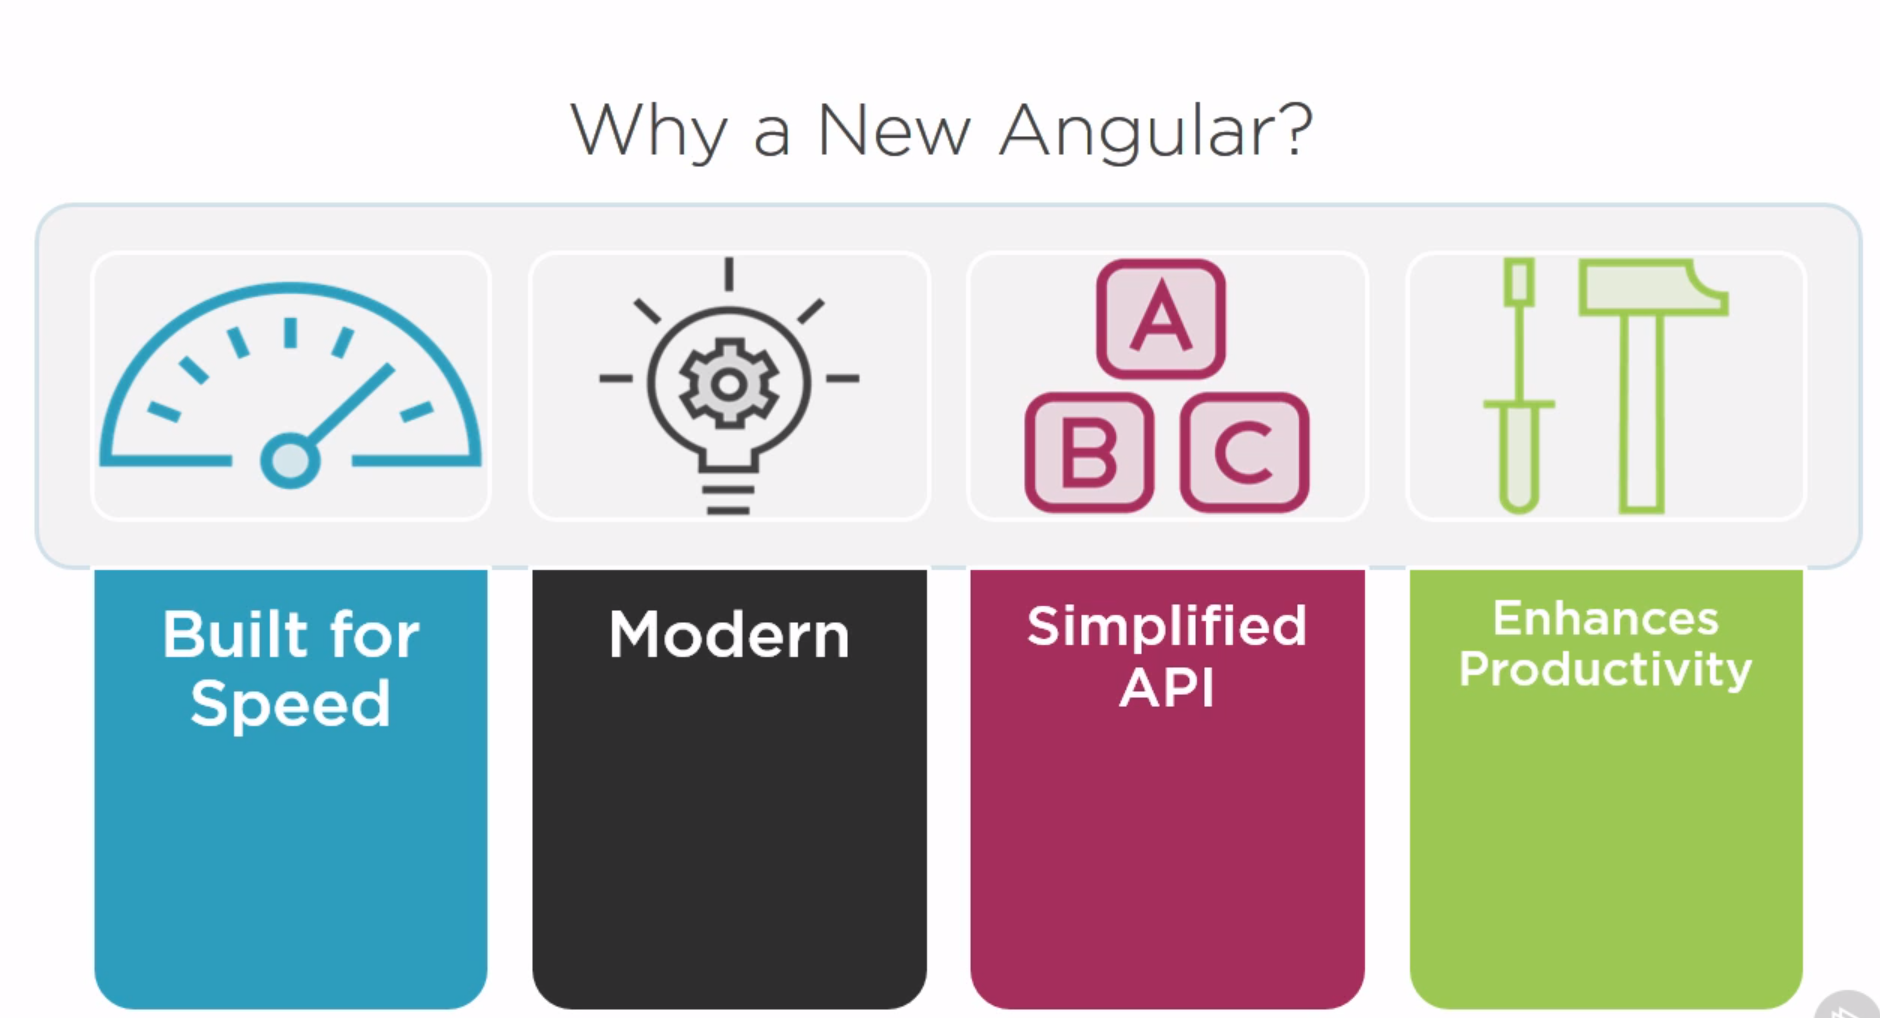 Why a New Angular?
A
B C
Built for
Speed
Modern
Simplified
API
Enhances
Productivity